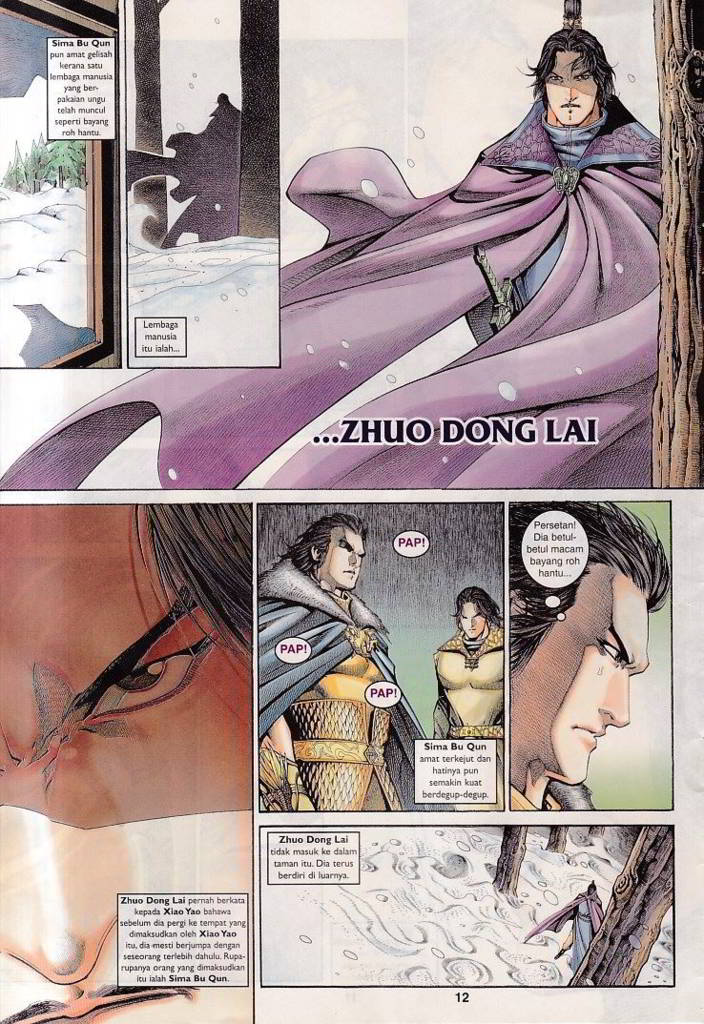 Sima Bu Qun
pun amat gelisah
kerana satu
lembaga manusia
yang ber-
pakaian ungu
telah muncul
seperti bayang
roh hantu.
Lembaga
manusia
itu ialah...
...ZHUO DONG LAI
Zhuo Dong Lai pernah berkata
kepada Xiao Yao bahawa
sebelum dia pergi ke tempat yang
dimaksudkan oleh Xiao Yao
itu, dia mesti berjumpa dengan
seseorang terlebih dahulu. Rupa-
rupanya orang yang dimaksudkan
itu ialah Sima Bu Qun.
PAP!
PAP!
PAP!
Sima Bu Qun
amat terkejut dan
hatinya pun
semakin kuat
berdegup-degup.
Persetan!
Dia betul-
betul macam
bayang roh
hantu...
Zhuo Dong Lai
tidak masuk ke dalam
taman itu. Dia terus
berdiri di luarnya.
12